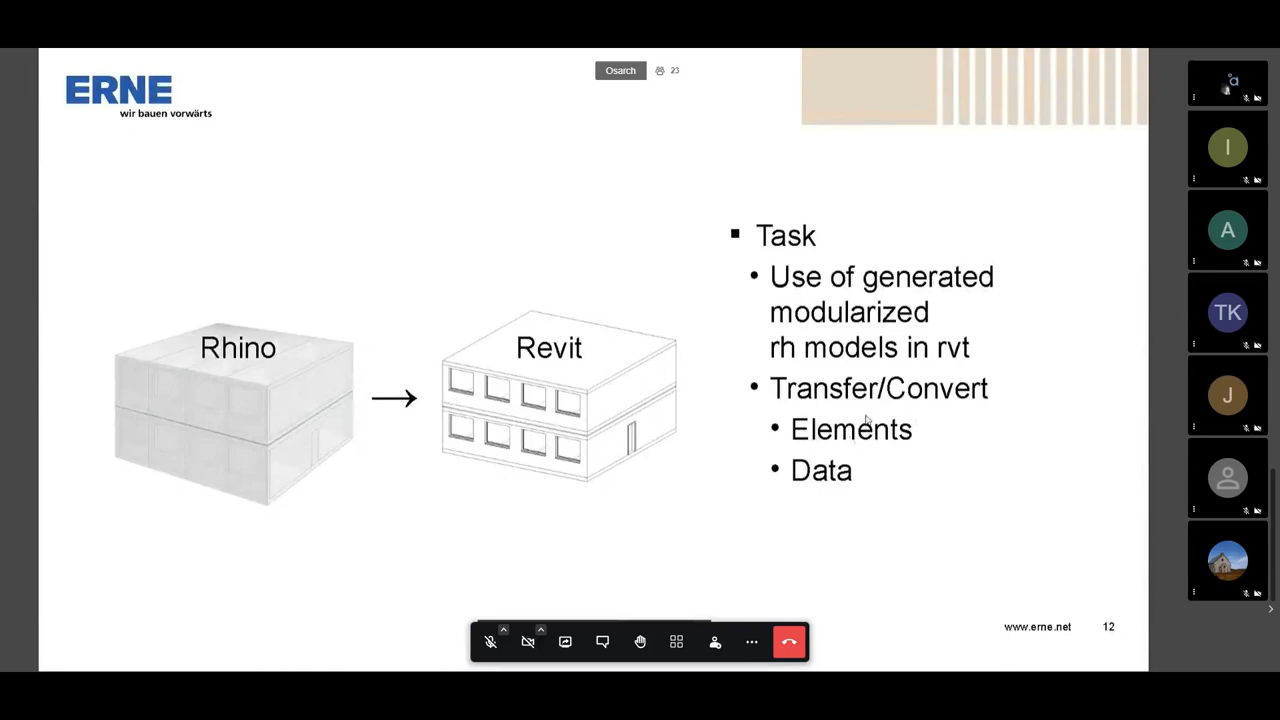 ERNE
wir bauen vorwärts
Osarch
23
Rhino
→
Revit
▪ Task
• Use of generated
modularized
rh models in rvt
• Transfer/Convert
• Elements
• Data
www.erne.net 12
a
I
A
TK
J